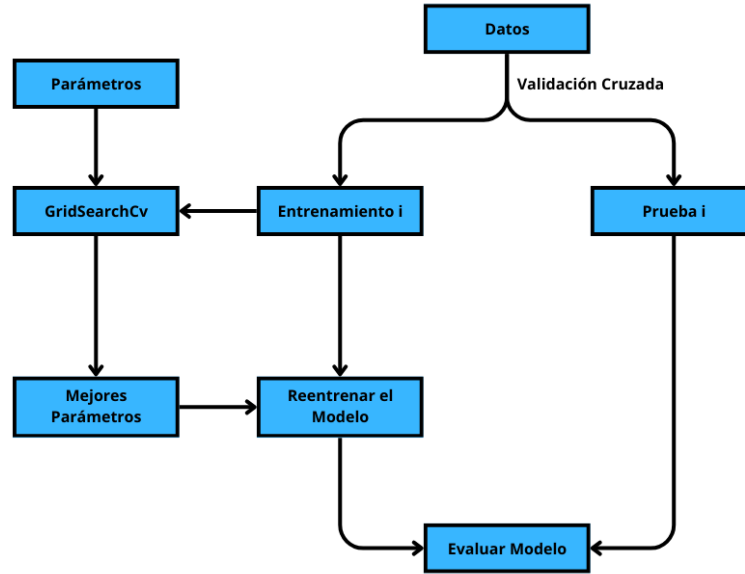 Datos
Parámetros
Validación Cruzada
GridSearchCv
Entrenamiento i
Prueba i
Mejores
Parámetros
Reentrenar el
Modelo
Evaluar Modelo